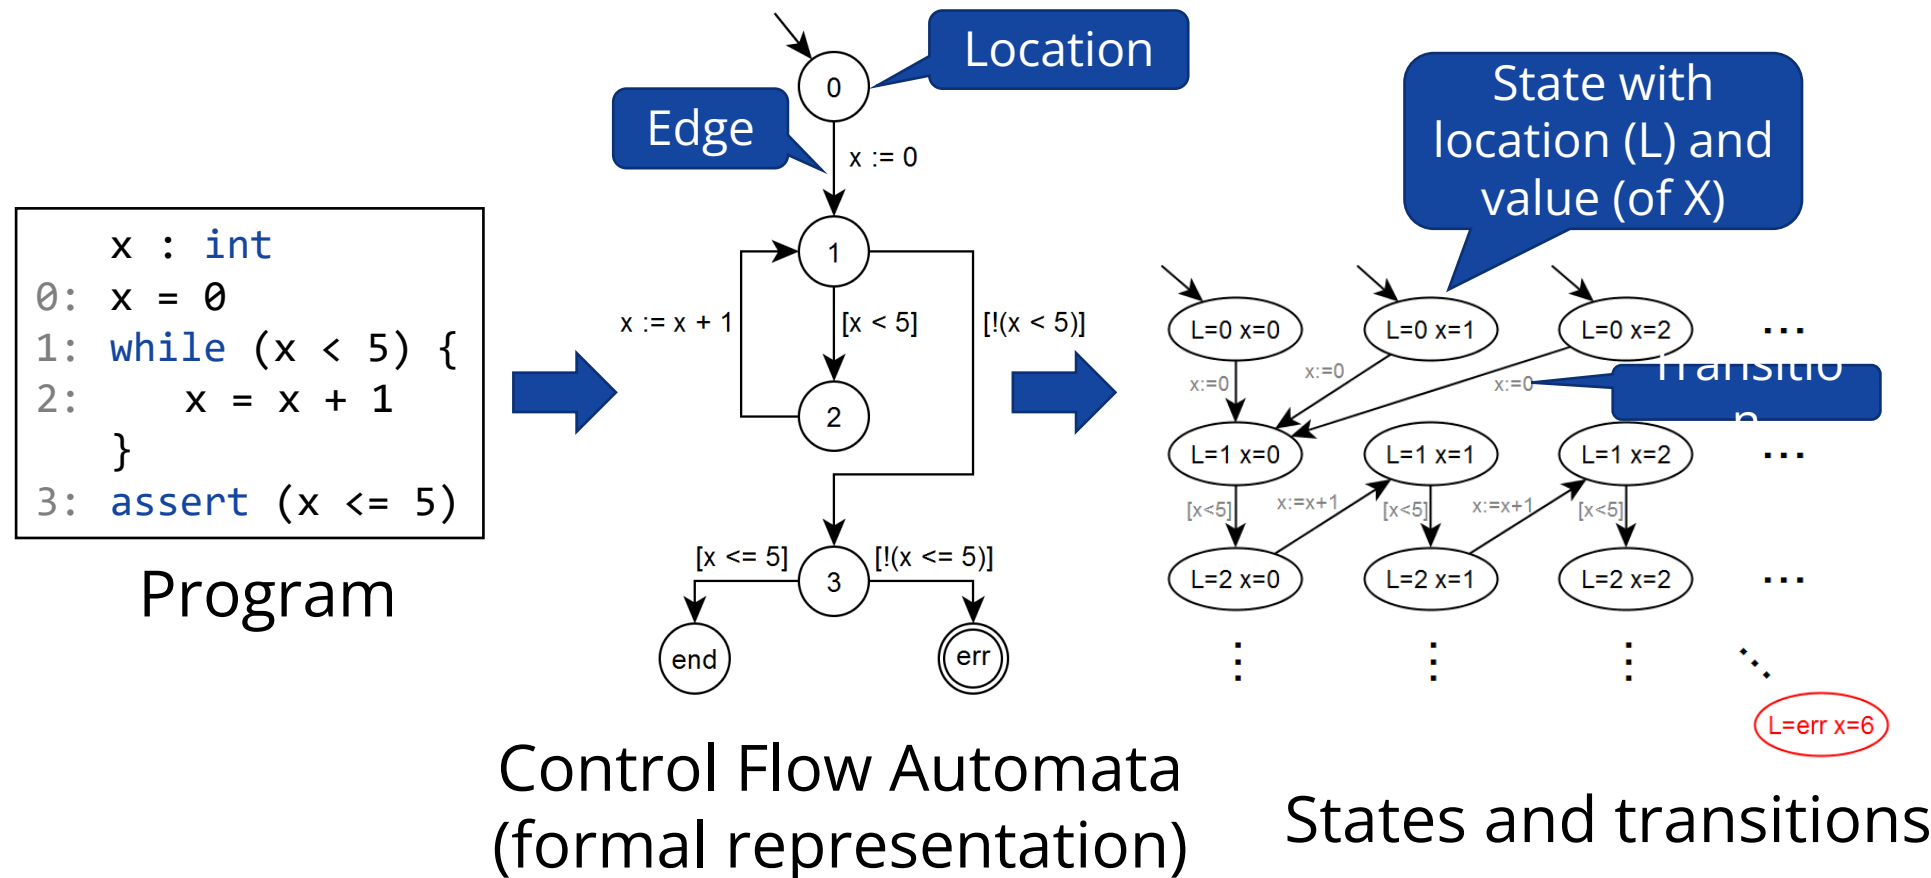 x : int
0: x = 0
1: while (x < 5) {
2: x = x + 1
}
3: assert (x <= 5)
Program
Location
Edge
0
x := 0
1
x := x + 1
[x < 5]
[!(x < 5)]
2
[x <= 5]
3
[!(x <= 5)]
end
err
Control Flow Automata
(formal representation)
State with
location (L) and
value (of X)
L=0 x=0
L=0 x=1
L=0 x=2
...
x:=0
x:=0
x:=0
Transitio
n
L=1 x=0
L=1 x=1
L=1 x=2
...
[x<5]
x:=x+1
[x<5]
x:=x+1
[x<5]
L=2 x=0
L=2 x=1
L=2 x=2
...
L=err x=6
States and transitions